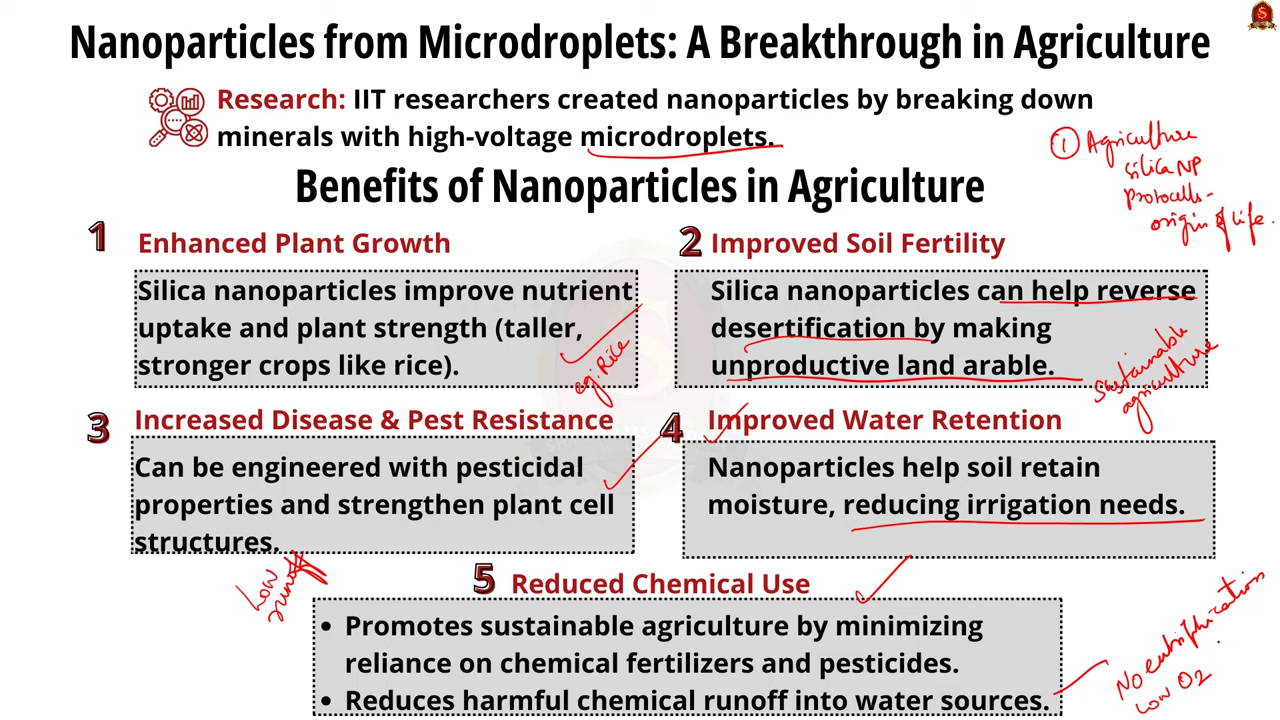 Nanoparticles from Microdroplets: A Breakthrough in Agriculture
Research: IIT researchers created nanoparticles by breaking down
minerals with high-voltage microdroplets.
① Agriculture
silica NP
protocells -
origin of life.
Benefits of Nanoparticles in Agriculture
1 Enhanced Plant Growth
Silica nanoparticles improve nutrient
uptake and plant strength (taller,
stronger crops like rice).
eg: Rice
2 Improved Soil Fertility
Silica nanoparticles can help reverse
desertification by making
unproductive land arable.
Sustainable
agriculture
3 Increased Disease & Pest Resistance
Can be engineered with pesticidal
properties and strengthen plant cell
structures.
Low
runoff
4 Improved Water Retention
Nanoparticles help soil retain
moisture, reducing irrigation needs.
5 Reduced Chemical Use
• Promotes sustainable agriculture by minimizing
reliance on chemical fertilizers and pesticides.
• Reduces harmful chemical runoff into water sources.
No eutrophication
Low O2